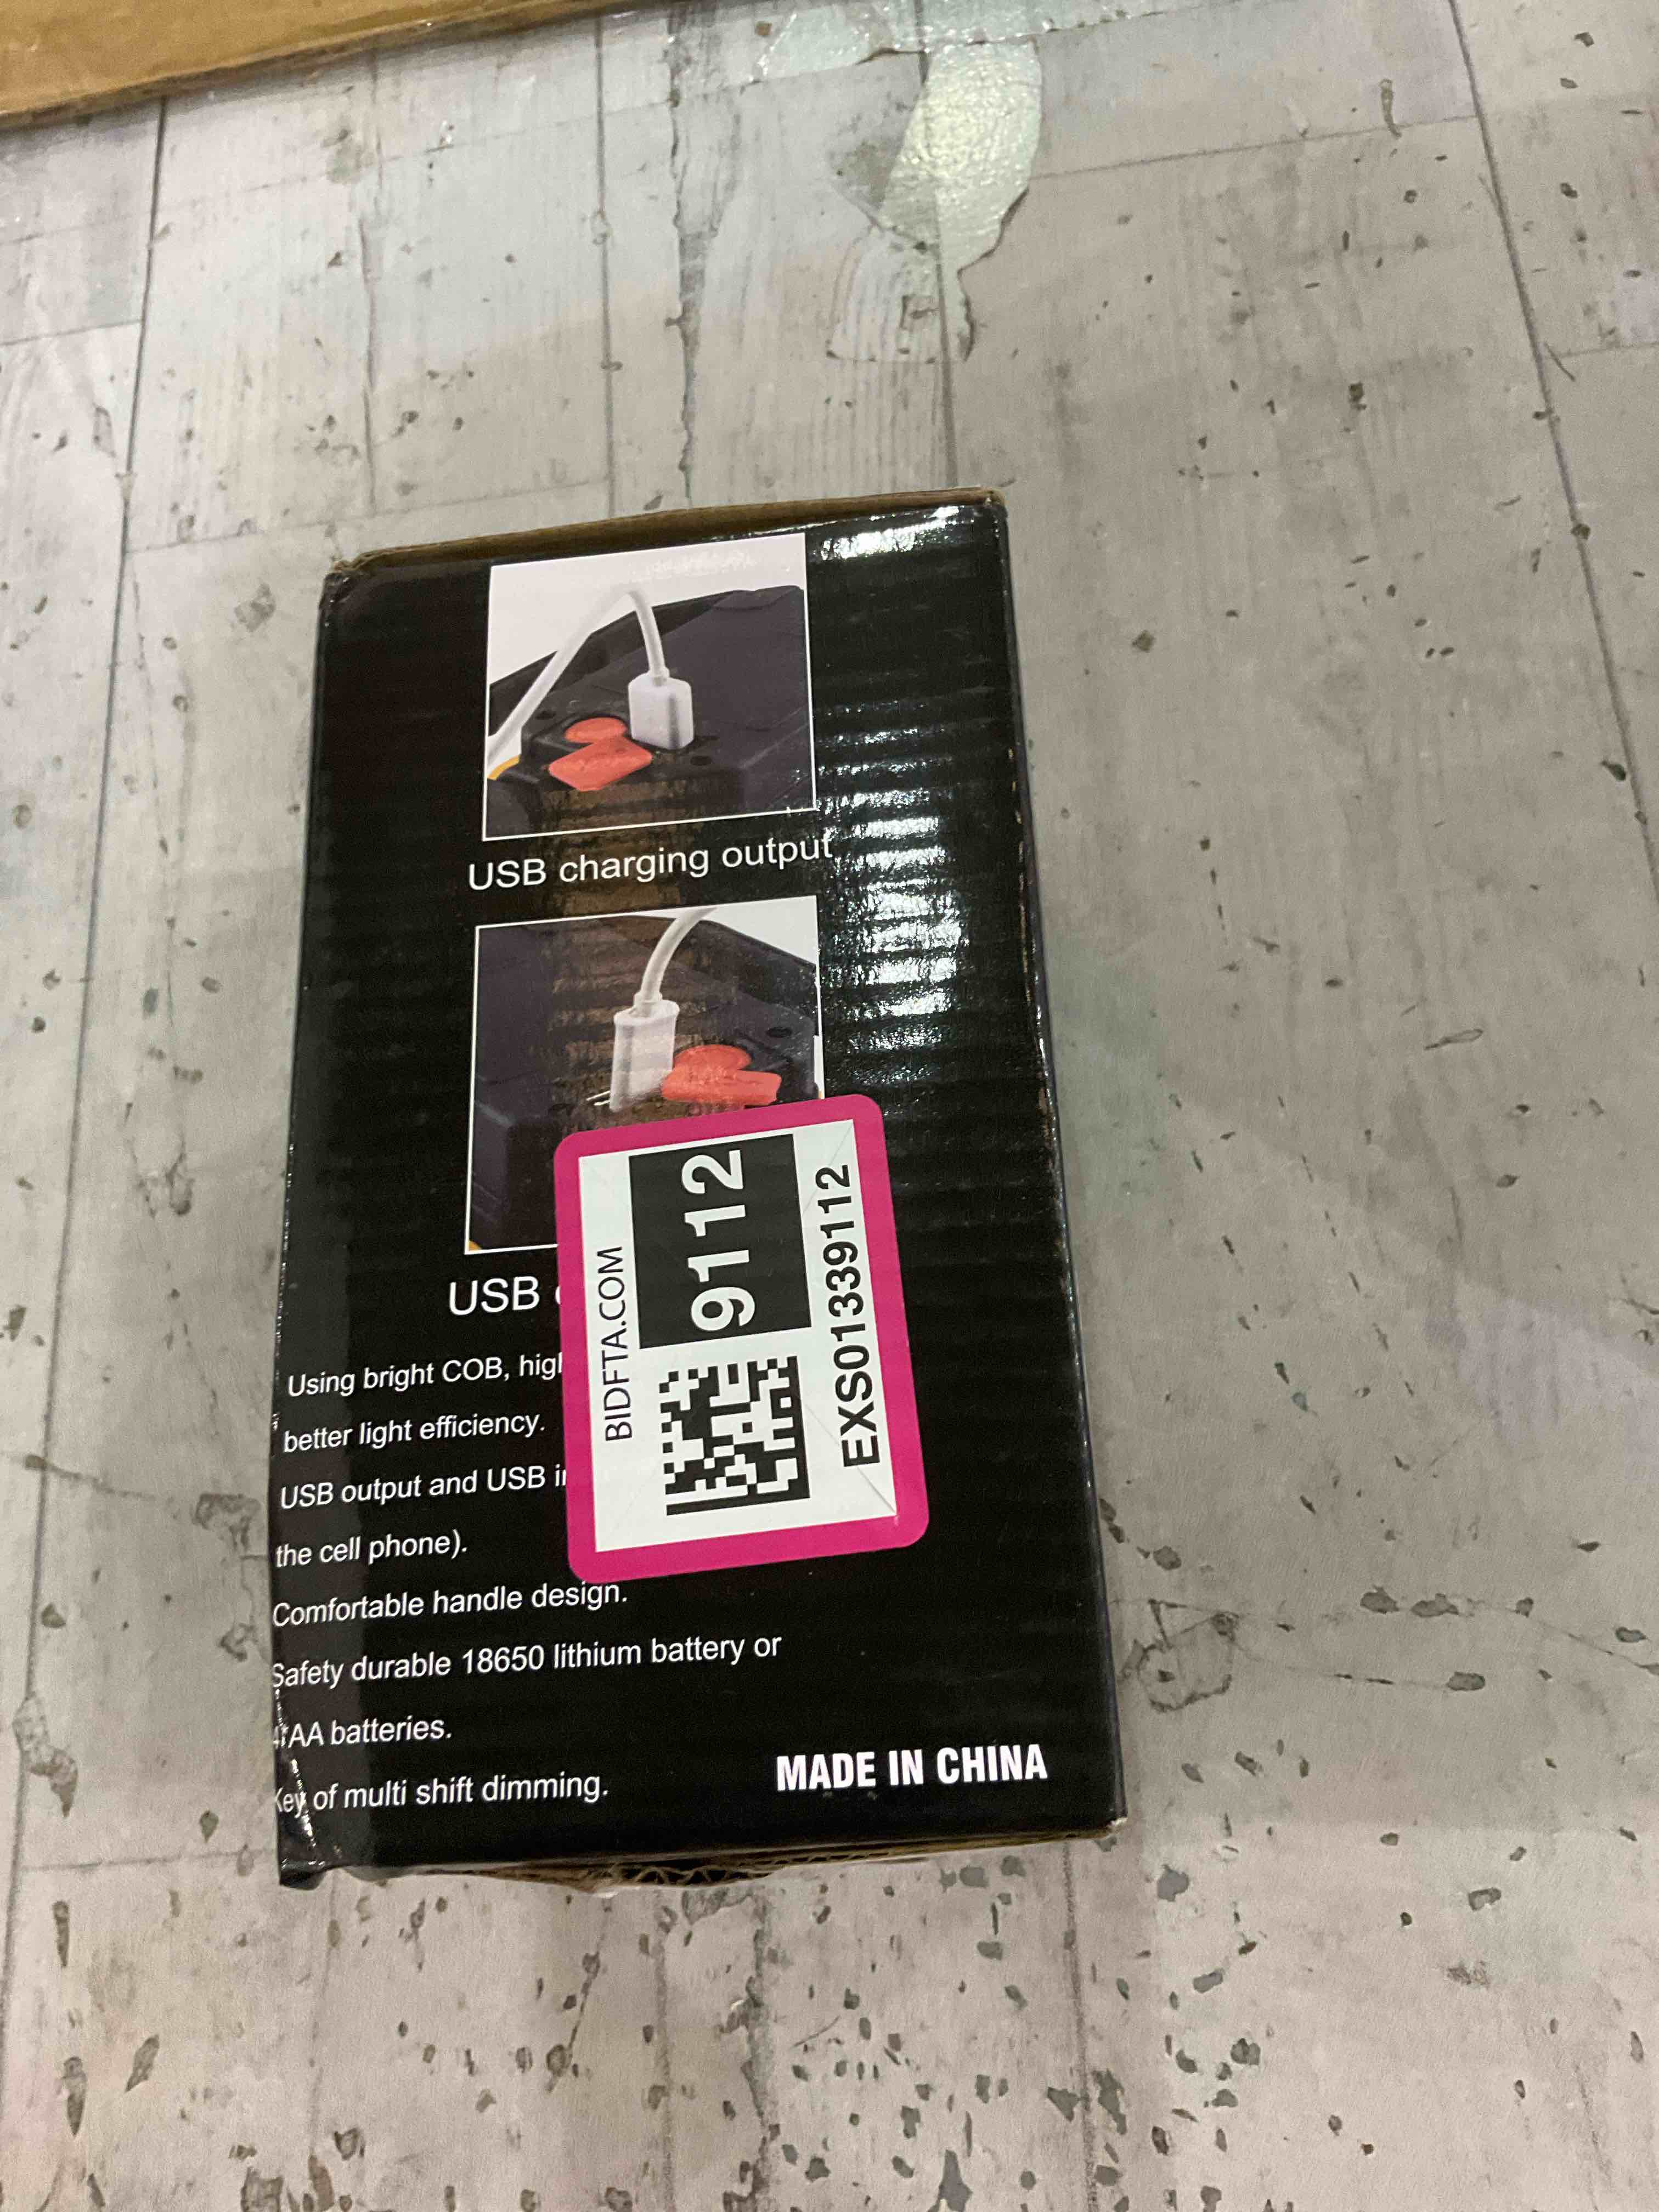 USB charging output
USB
Using bright COB,
better light efficiency.
USB output and USB
the cell phone).
Comfortable handle design.
Safety durable 18650 lithium battery or
AA batteries.
of multi shift dimming.
MADE IN CHINA
BIDFTA.COM
9112
EXS01339112